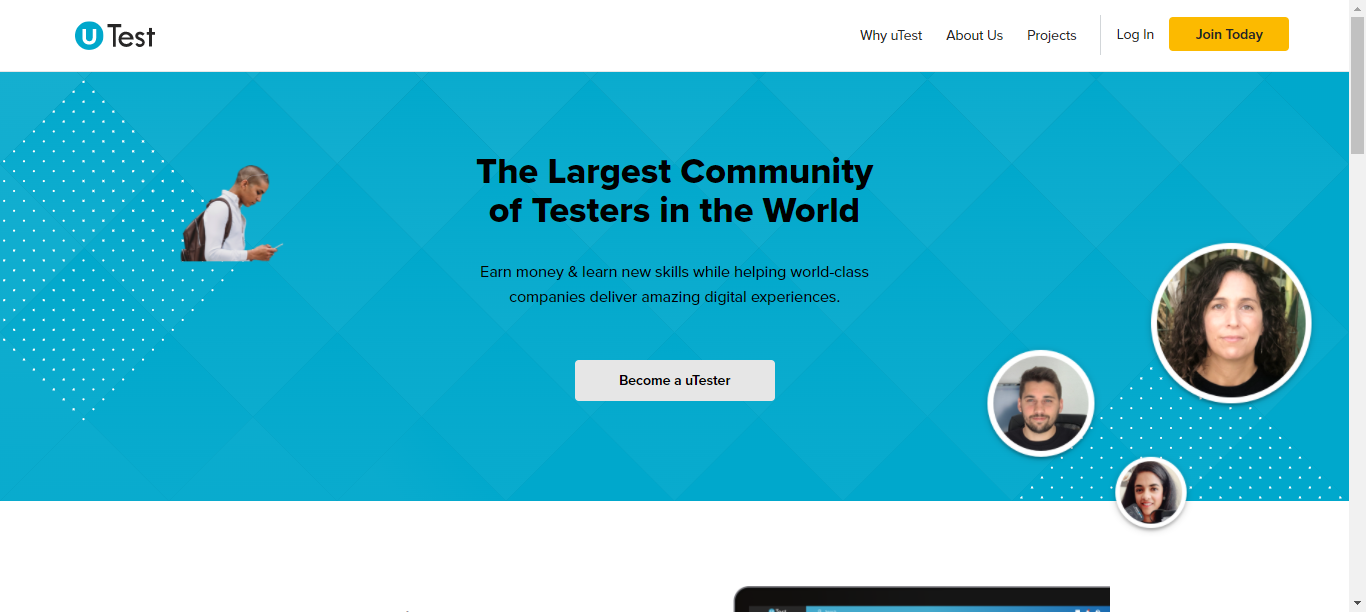 uTest
Why uTest
About Us
Projects
Log In
Join Today
The Largest Community
of Testers in the World
Earn money & learn new skills while helping world-class
companies deliver amazing digital experiences.
Become a uTester